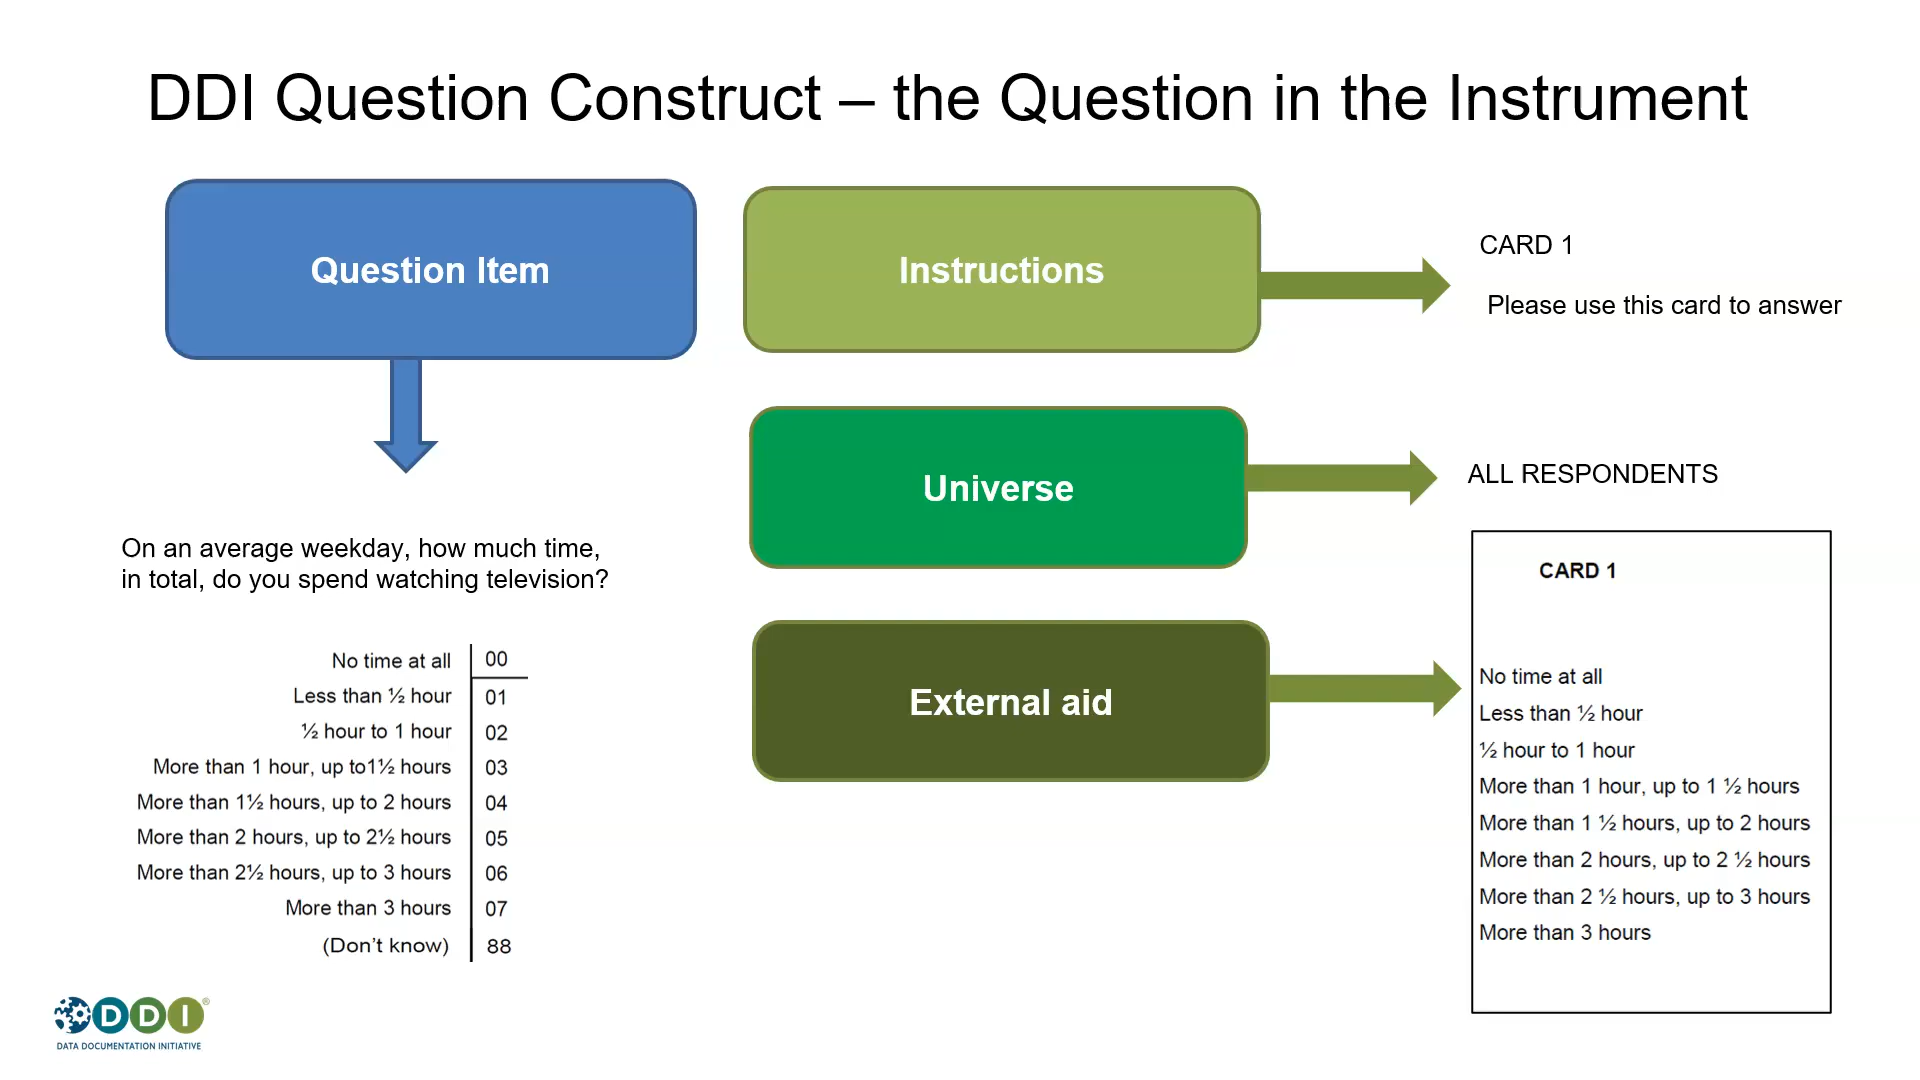 DDI Question Construct – the Question in the Instrument
Question Item
Instructions
CARD 1
Please use this card to answer
Universe
ALL RESPONDENTS
On an average weekday, how much time,
in total, do you spend watching television?
No time at all 00
Less than ½ hour 01
½ hour to 1 hour 02
More than 1 hour, up to1½ hours 03
More than 1½ hours, up to 2 hours 04
More than 2 hours, up to 2½ hours 05
More than 2½ hours, up to 3 hours 06
More than 3 hours 07
(Don't know) 88
External aid
CARD 1
No time at all
Less than ½ hour
½ hour to 1 hour
More than 1 hour, up to 1 ½ hours
More than 1 ½ hours, up to 2 hours
More than 2 hours, up to 2 ½ hours
More than 2 ½ hours, up to 3 hours
More than 3 hours
DDI®
DATA DOCUMENTATION INITIATIVE